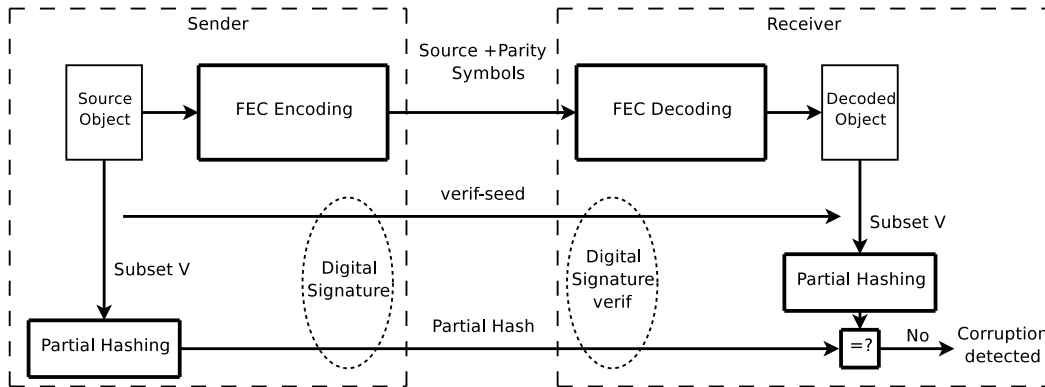 Sender
Receiver
Source +Parity
Symbols
Source
Object
FEC Encoding
FEC Decoding
Decoded
Object
verif-seed
Subset V
Subset V
Digital
Signature
Digital
Signature
verif
Partial Hashing
Partial Hashing
Partial Hash
=?
No
Corruption
detected